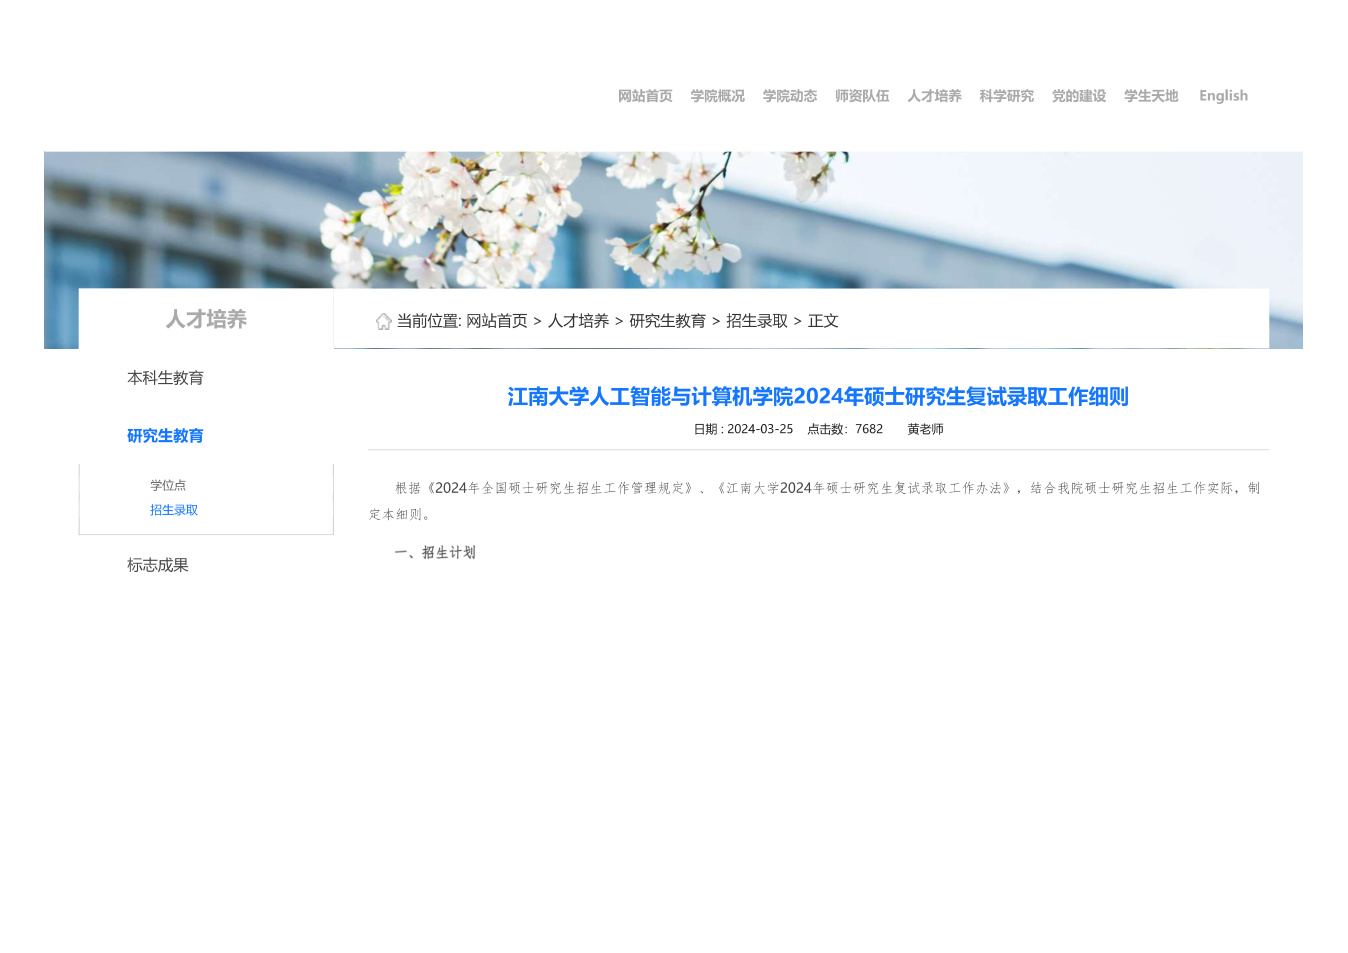 网站首页 学院概况 学院动态 师资队伍 人才培养 科学研究 党的建设 学生天地 English
人才培养
当前位置: 网站首页 > 人才培养 > 研究生教育 > 招生录取 > 正文
本科生教育
研究生教育
学位点
招生录取
标志成果
江南大学人工智能与计算机学院2024年硕士研究生复试录取工作细则
日期 : 2024-03-25 点击数：7682 黄老师
根据《2024年全国硕士研究生招生工作管理规定》、《江南大学2024年硕士研究生复试录取工作办法》，结合我院硕士研究生招生工作实际，制
定本细则。
一、招生计划